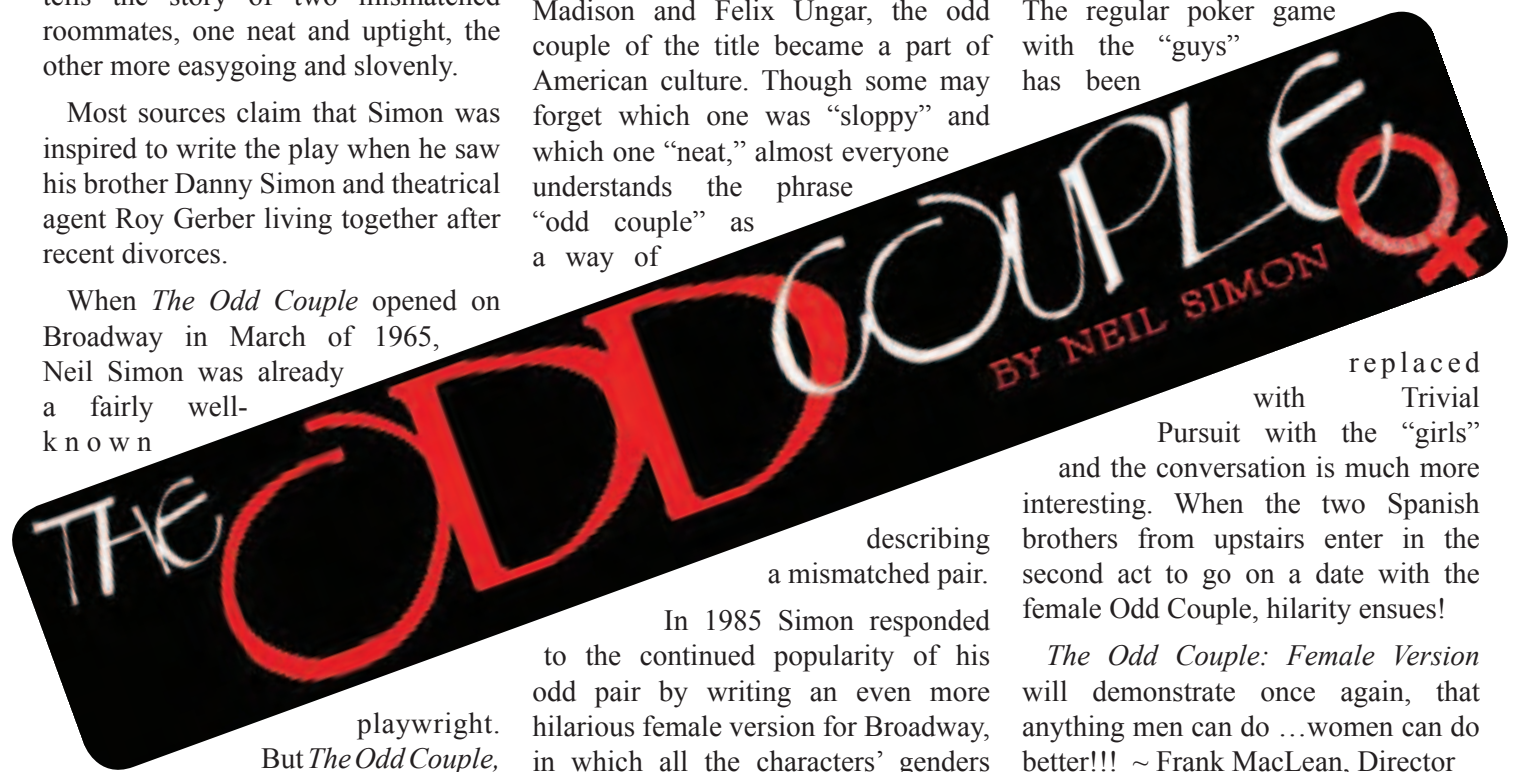 tells the story of two mismatched
roommates, one neat and uptight, the
other more easygoing and slovenly.
Most sources claim that Simon was
inspired to write the play when he saw
his brother Danny Simon and theatrical
agent Roy Gerber living together after
recent divorces.
When The Odd Couple opened on
Broadway in March of 1965,
Neil Simon was already
a fairly well-
known
playwright.
But The Odd Couple,
Madison and Felix Ungar, the odd
couple of the title became a part of
American culture. Though some may
forget which one was “sloppy” and
which one “neat,” almost everyone
understands the phrase
“odd couple” as
a way of
describing
a mismatched pair.
In 1985 Simon responded
to the continued popularity of his
odd pair by writing an even more
hilarious female version for Broadway,
in which all the characters’ genders
The regular poker game
with the “guys”
has been
replaced
with Trivial
Pursuit with the “girls”
and the conversation is much more
interesting. When the two Spanish
brothers from upstairs enter in the
second act to go on a date with the
female Odd Couple, hilarity ensues!
The Odd Couple: Female Version
will demonstrate once again, that
anything men can do …women can do
better!!! ~ Frank MacLean, Director
THE ODD COUPLE
BY NEIL SIMON